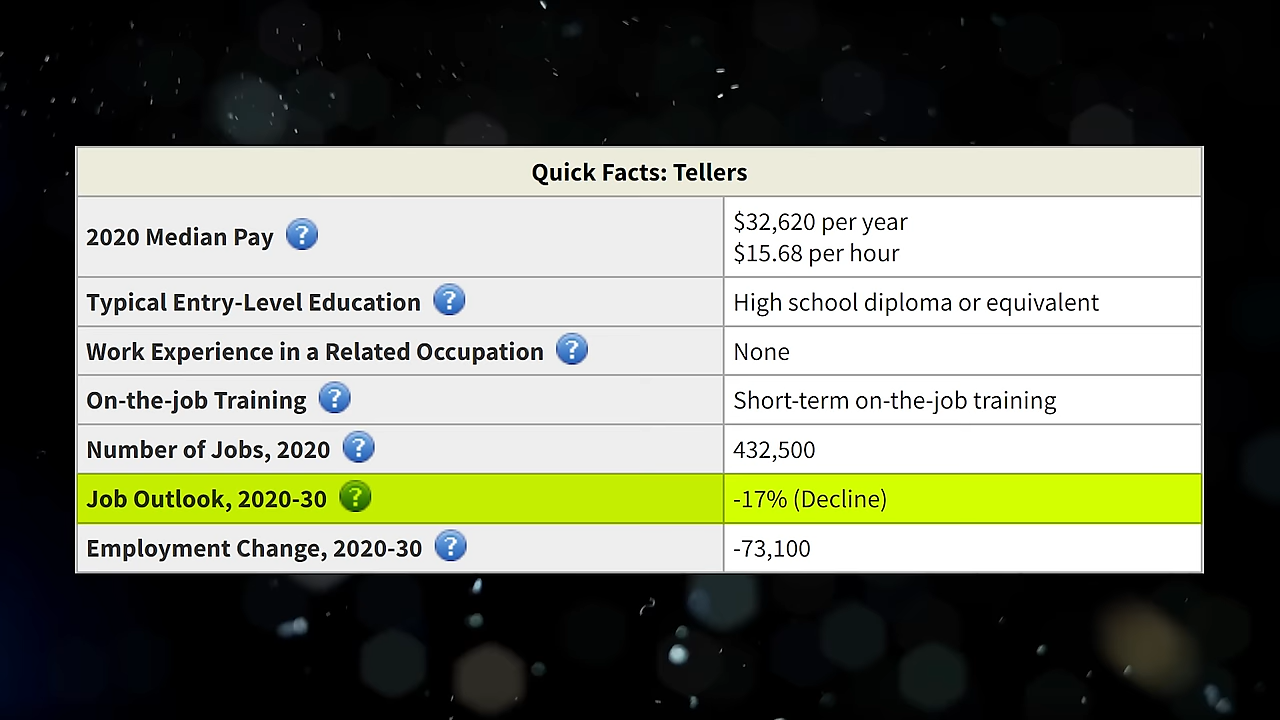 Quick Facts: Tellers
2020 Median Pay ?
$32,620 per year
$15.68 per hour
Typical Entry-Level Education ?
High school diploma or equivalent
Work Experience in a Related Occupation ?
None
On-the-job Training ?
Short-term on-the-job training
Number of Jobs, 2020 ?
432,500
Job Outlook, 2020-30 ?
-17% (Decline)
Employment Change, 2020-30 ?
-73,100